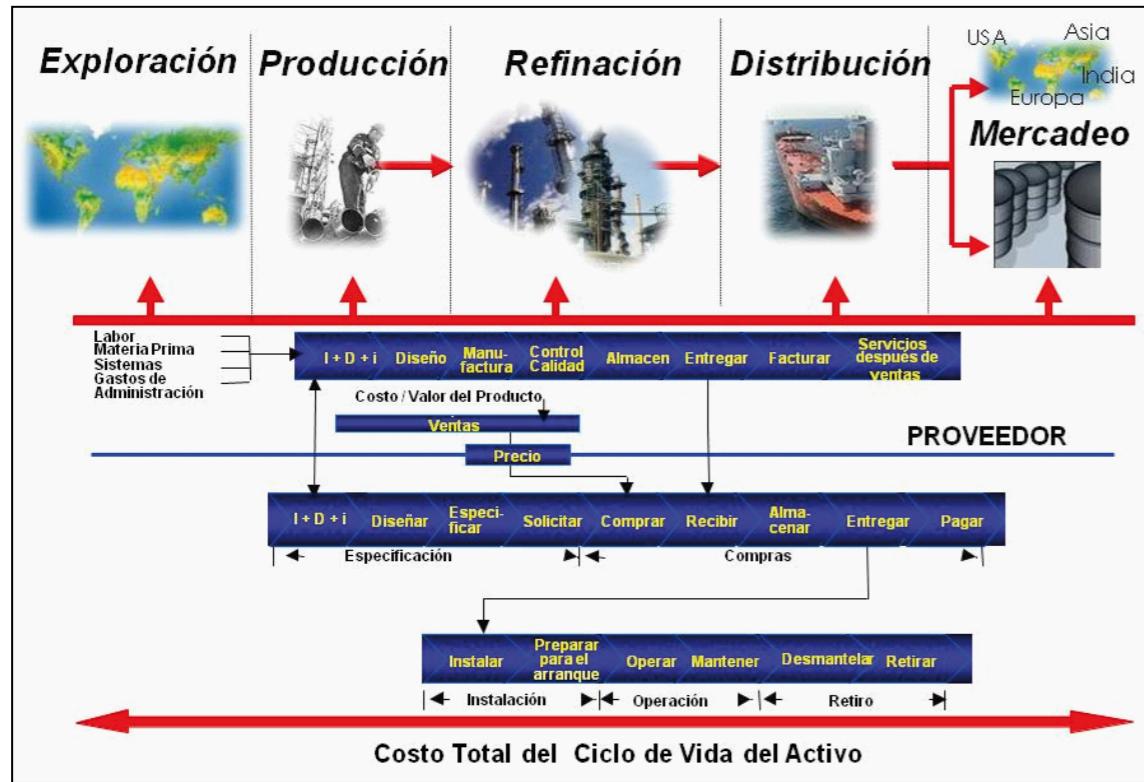 Exploración
Producción
Refinación
Distribución
USA
Asia
India
Europa
Mercadeo
Labor
Materia Prima
Sistemas
Gastos de
Administración
I + D + i
Diseño
Manu-
factura
Control
Calidad
Almacen
Entregar
Facturar
Servicios
después de
ventas
Costo / Valor del Producto
Ventas
PROVEEDOR
Precio
I + D + i
Diseñar
Especi-
ficar
Solicitar
Comprar
Recibir
Alma-
cenar
Entregar
Pagar
Especificación
Compras
Instalar
Preparar
para el
arranque
Operar
Mantener
Desmantelar
Retirar
Instalación
Operación
Retiro
Costo Total del Ciclo de Vida del Activo